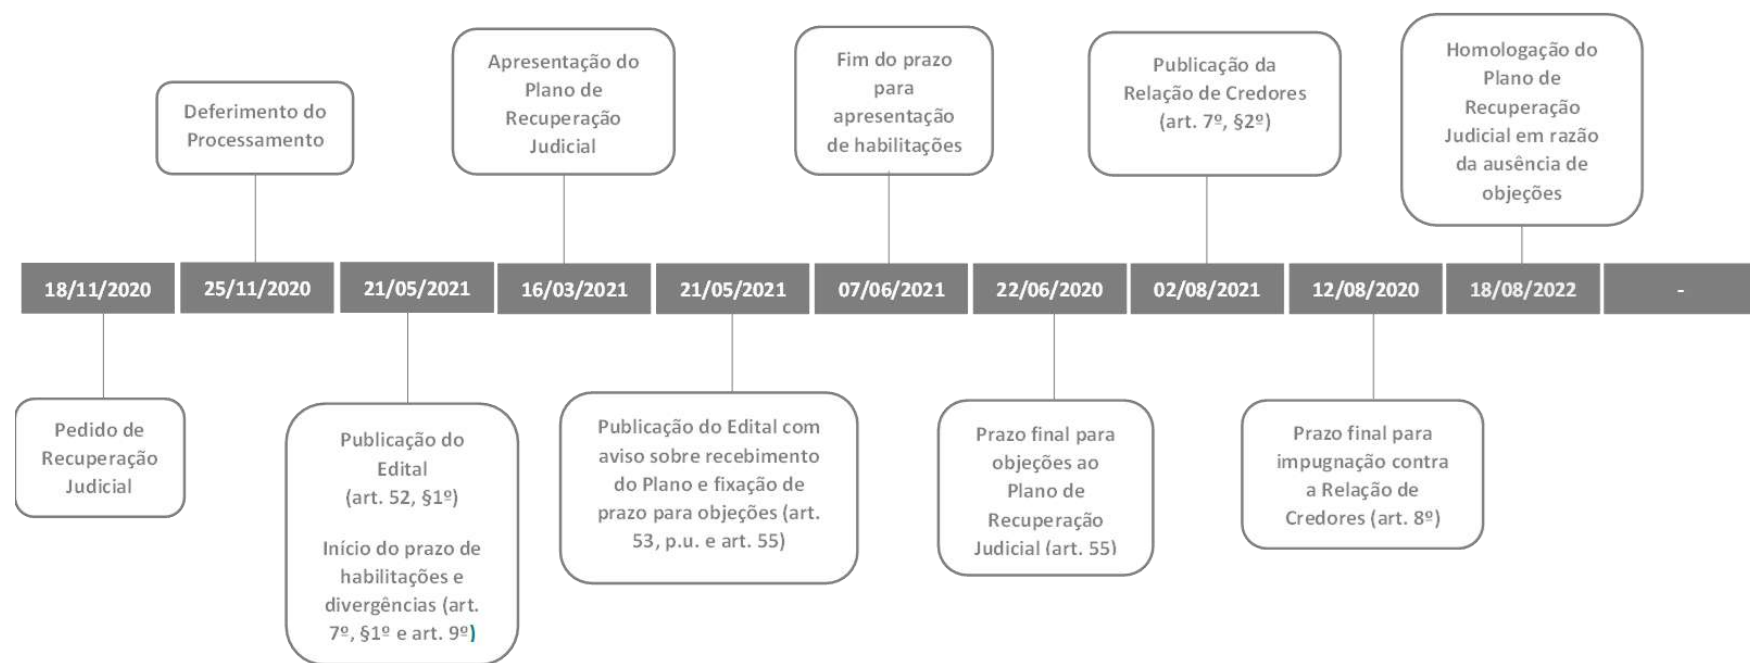 Deferimento do
Processamento
Apresentação do
Plano de
Recuperação
Judicial
Fim do prazo
para
apresentação
de habilitações
Publicação da
Relação de Credores
(art. 7º, §2º)
Homologação do
Plano de
Recuperação
Judicial em razão
da ausência de
objeções
18/11/2020
25/11/2020
21/05/2021
16/03/2021
21/05/2021
07/06/2021
22/06/2020
02/08/2021
12/08/2020
18/08/2022
-
Pedido de
Recuperação
Judicial
Publicação do
Edital
(art. 52, §1º)
Início do prazo de
habilitações e
divergências (art.
7º, §1º e art. 9º)
Publicação do Edital com
aviso sobre recebimento
do Plano e fixação de
prazo para objeções (art.
53, p.u. e art. 55)
Prazo final para
objeções ao
Plano de
Recuperação
Judicial (art. 55)
Prazo final para
impugnação contra
a Relação de
Credores (art. 8º)